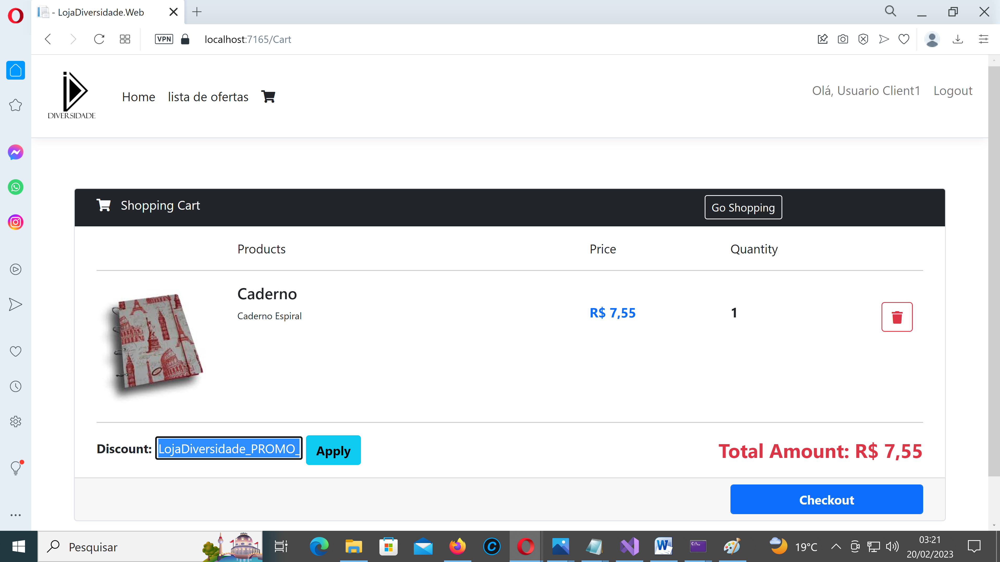 - LojaDiversidade.Web
VPN
localhost:7165/Cart
DIVERSIDADE
Home
lista de ofertas
Olá, Usuario Client1
Logout
Shopping Cart
Go Shopping
Products
Price
Quantity
Caderno
Caderno Espiral
R$ 7,55
1
Discount:
LojaDiversidade_PROMO_
Apply
Total Amount: R$ 7,55
Checkout
Pesquisar
19°C
03:21
20/02/2023